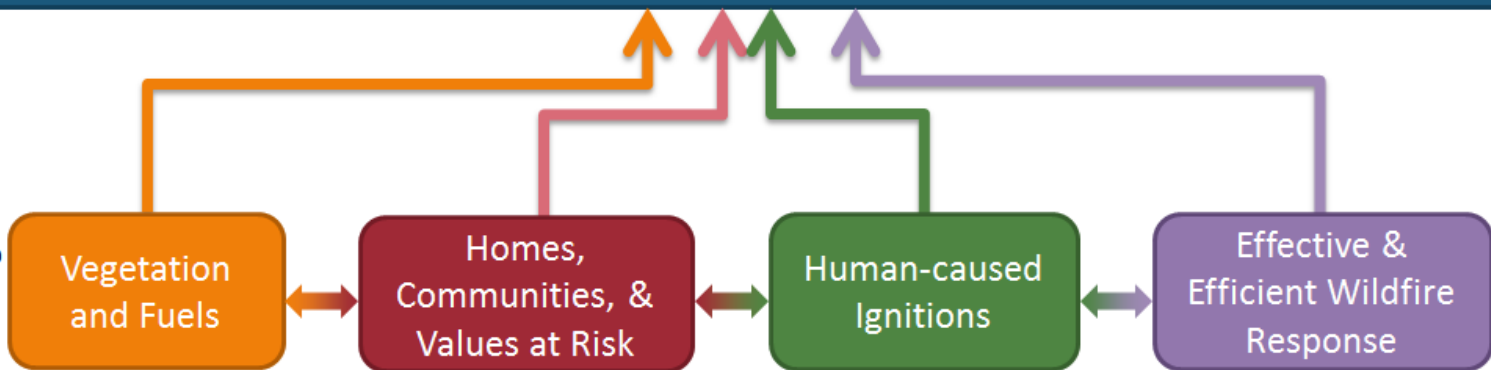 Vegetation
and Fuels
Homes,
Communities, &
Values at Risk
Human-caused
Ignitions
Effective &
Efficient Wildfire
Response